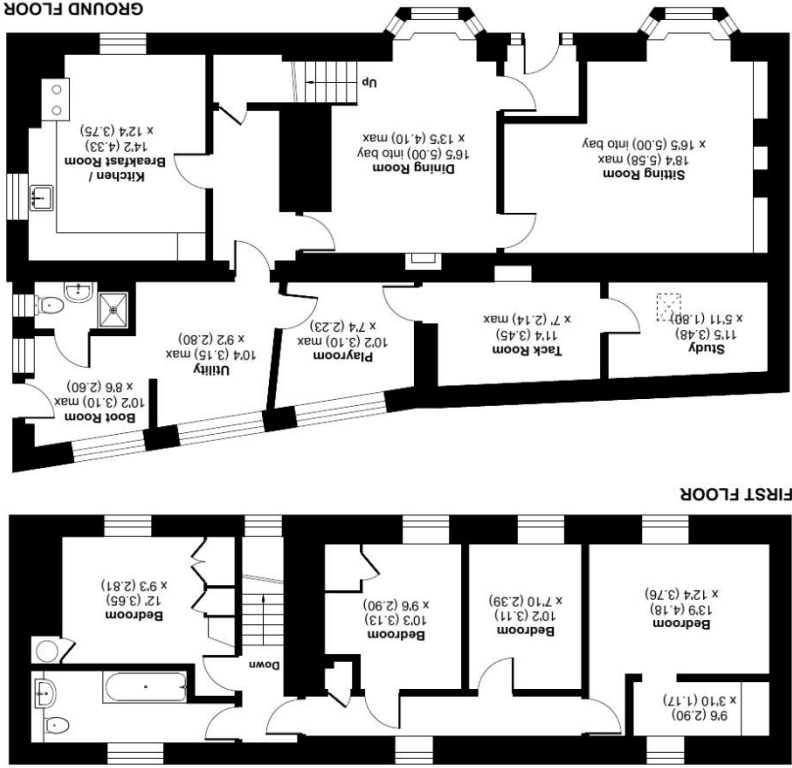 9'6 (2.90)
x 3'10 (1.17)
Bedroom
13'9 (4.18)
x 12'4 (3.76)
Bedroom
10'2 (3.11)
x 7'10 (2.39)
Bedroom
10'3 (3.13)
x 9'6 (2.90)
Down
Bedroom
12' (3.65)
x 9'3 (2.81)
FIRST FLOOR
Study
11'5 (3.48)
x 5'11 (1.80)
Tack Room
11'4 (3.45)
x 7' (2.14) max
Playroom
10'2 (3.10) max
x 7'4 (2.23)
Utility
10'4 (3.15) max
x 9'2 (2.80)
Boot Room
10'2 (3.10) max
x 8'6 (2.60)
Sitting Room
18'4 (5.58) max
x 16'5 (5.00) into bay
Dining Room
16'5 (5.00) into bay
x 13'5 (4.10) max
Up
Kitchen /
Breakfast Room
14'2 (4.33)
x 12'4 (3.75)
GROUND FLOOR